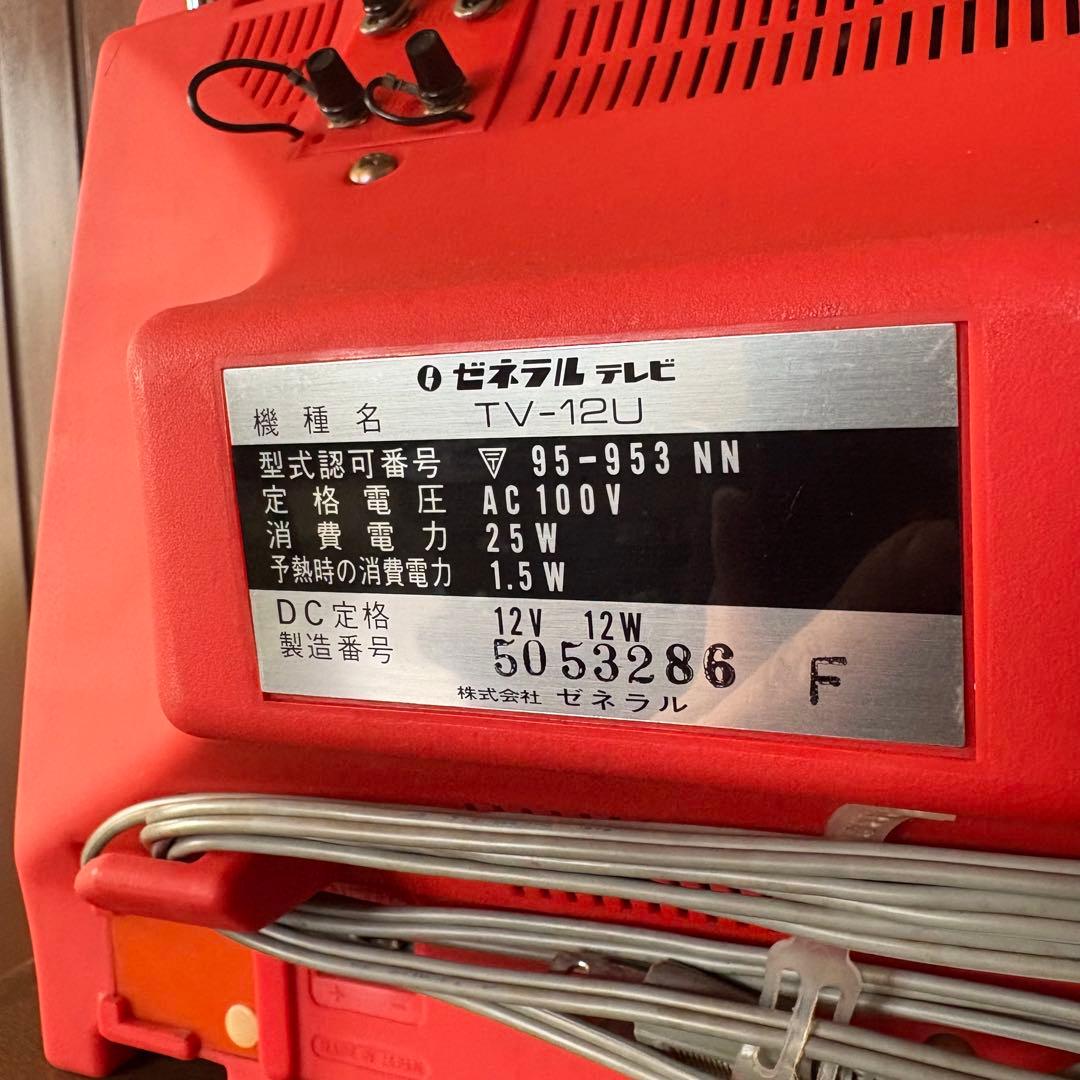 ゼネラル テレビ
機種名 TV-12U
型式認可番号 〒 95-953 NN
定格電圧 AC 100V
消費電力 25W
予熱時の消費電力 1.5W
DC定格 12V 12W
製造番号 5053286 F
株式会社 ゼネラル
+ −